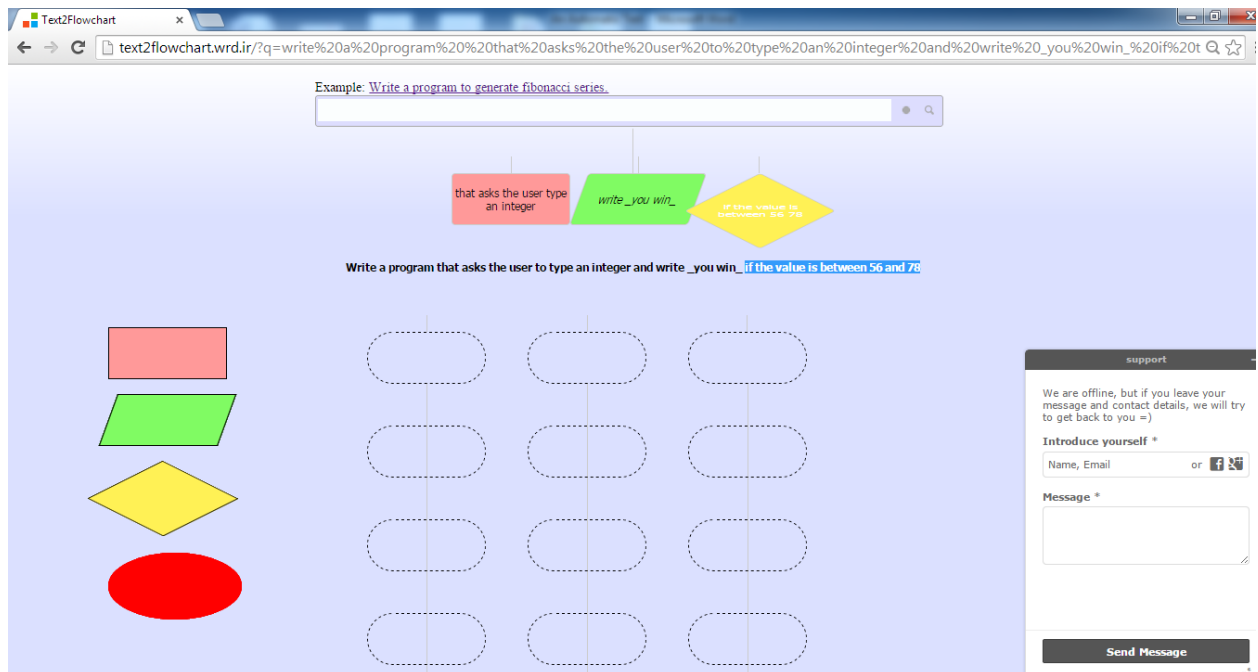 Text2Flowchart
text2flowchart.wrd.ir/?q=write%20a%20program%20%20that%20asks%20the%20user%20to%20type%20an%20integer%20and%20write%20_you%20win_%20if%20t
Example: Write a program to generate fibonacci series.
that asks the user type
an integer
write _you win_
if the value is
between 56 78
Write a program that asks the user to type an integer and write _you win_ if the value is between 56 and 78
support
We are offline, but if you leave your
message and contact details, we will try
to get back to you =)
Introduce yourself *
Name, Email or
Message *
Send Message